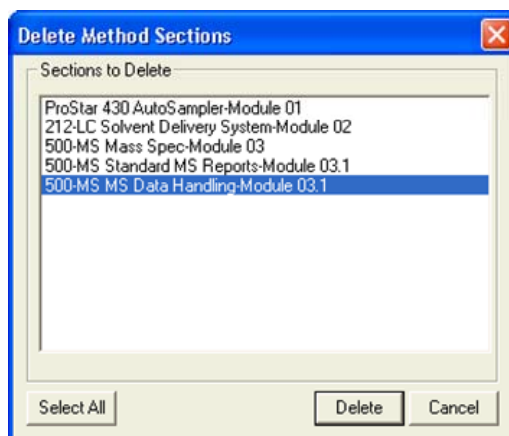 Delete Method Sections
Sections to Delete
ProStar 430 AutoSampler-Module 01
212-LC Solvent Delivery System-Module 02
500-MS Mass Spec-Module 03
500-MS Standard MS Reports-Module 03.1
500-MS MS Data Handling-Module 03.1
Select All
Delete
Cancel